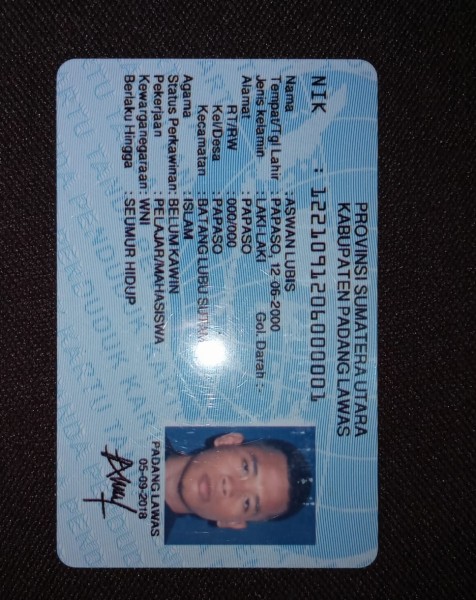 PROVINSI SUMATERA UTARA
KABUPATEN PADANG LAWAS
NIK : 1221091206000001
Nama : ASWAN LUBIS
Tempat/Tgl Lahir : PAPASO, 12-06-2000
Jenis kelamin : LAKI-LAKI Gol. Darah : -
Alamat : PAPASO
RT/RW : 000/000
Kel/Desa : PAPASO
Kecamatan : BATANG LUBU SUTAM
Agama : ISLAM
Status Perkawinan: BELUM KAWIN
Pekerjaan : PELAJAR/MAHASISWA
Kewarganegaraan: WNI
Berlaku Hingga : SEUMUR HIDUP
PADANG LAWAS
05-09-2018